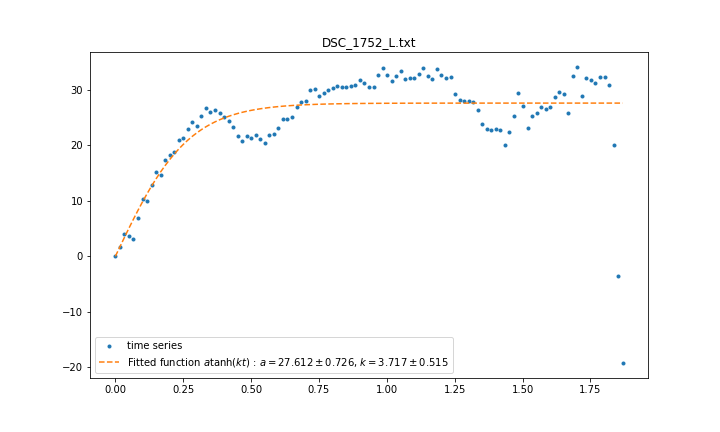 DSC_1752_L.txt
30
20
10
0
−10
−20
0.00 0.25 0.50 0.75 1.00 1.25 1.50 1.75
time series
Fitted function atanh(kt) : a = 27.612 ± 0.726, k = 3.717 ± 0.515